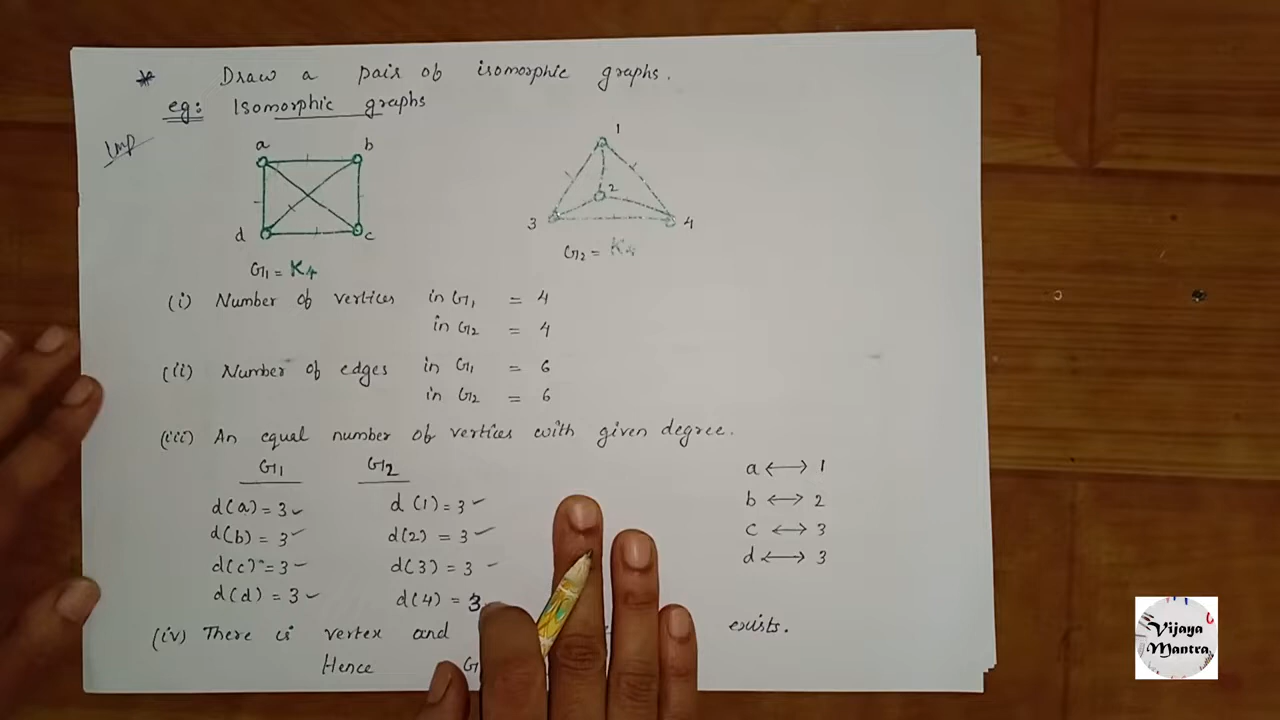 * Draw a pair of isomorphic graphs.
eg: Isomorphic graphs
Imp
a b
d c
G1 = K4
1
2
3 4
G2 = K4
(i) Number of vertices in G1 = 4
in G2 = 4
(ii) Number of edges in G1 = 6
in G2 = 6
(iii) An equal number of vertices with given degree.
G1 G2
d(a) = 3 d(1) = 3
d(b) = 3 d(2) = 3
d(c) = 3 d(3) = 3
d(d) = 3 d(4) = 3
a ↔ 1
b ↔ 2
c ↔ 3
d ↔ 3
(iv) There is vertex and exists.
Hence G1
Vijaya
Mantra